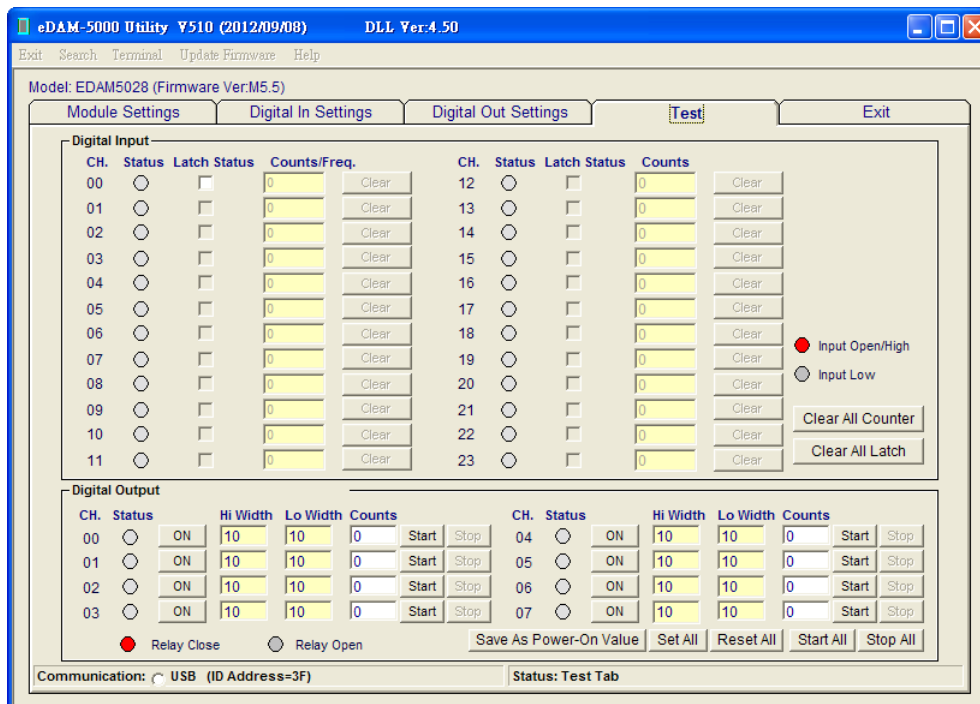 eDAM-5000 Utility V510 (2012/09/08) DLL Ver:4.50
Exit Search Terminal Update Firmware Help
Model: EDAM5028 (Firmware Ver:M5.5)
Module Settings Digital In Settings Digital Out Settings Test Exit
Digital Input
CH. Status Latch Status Counts/Freq. CH. Status Latch Status Counts
00 0 Clear 12 0 Clear
01 0 Clear 13 0 Clear
02 0 Clear 14 0 Clear
03 0 Clear 15 0 Clear
04 0 Clear 16 0 Clear
05 0 Clear 17 0 Clear
06 0 Clear 18 0 Clear
Input Open/High
07 0 Clear 19 0 Clear
Input Low
08 0 Clear 20 0 Clear
09 0 Clear 21 0 Clear
Clear All Counter
10 0 Clear 22 0 Clear
Clear All Latch
11 0 Clear 23 0 Clear
Digital Output
CH. Status Hi Width Lo Width Counts CH. Status Hi Width Lo Width Counts
00 ON 10 10 0 Start Stop 04 ON 10 10 0 Start Stop
01 ON 10 10 0 Start Stop 05 ON 10 10 0 Start Stop
02 ON 10 10 0 Start Stop 06 ON 10 10 0 Start Stop
03 ON 10 10 0 Start Stop 07 ON 10 10 0 Start Stop
Relay Close Relay Open Save As Power-On Value Set All Reset All Start All Stop All
Communication: USB (ID Address=3F) Status: Test Tab